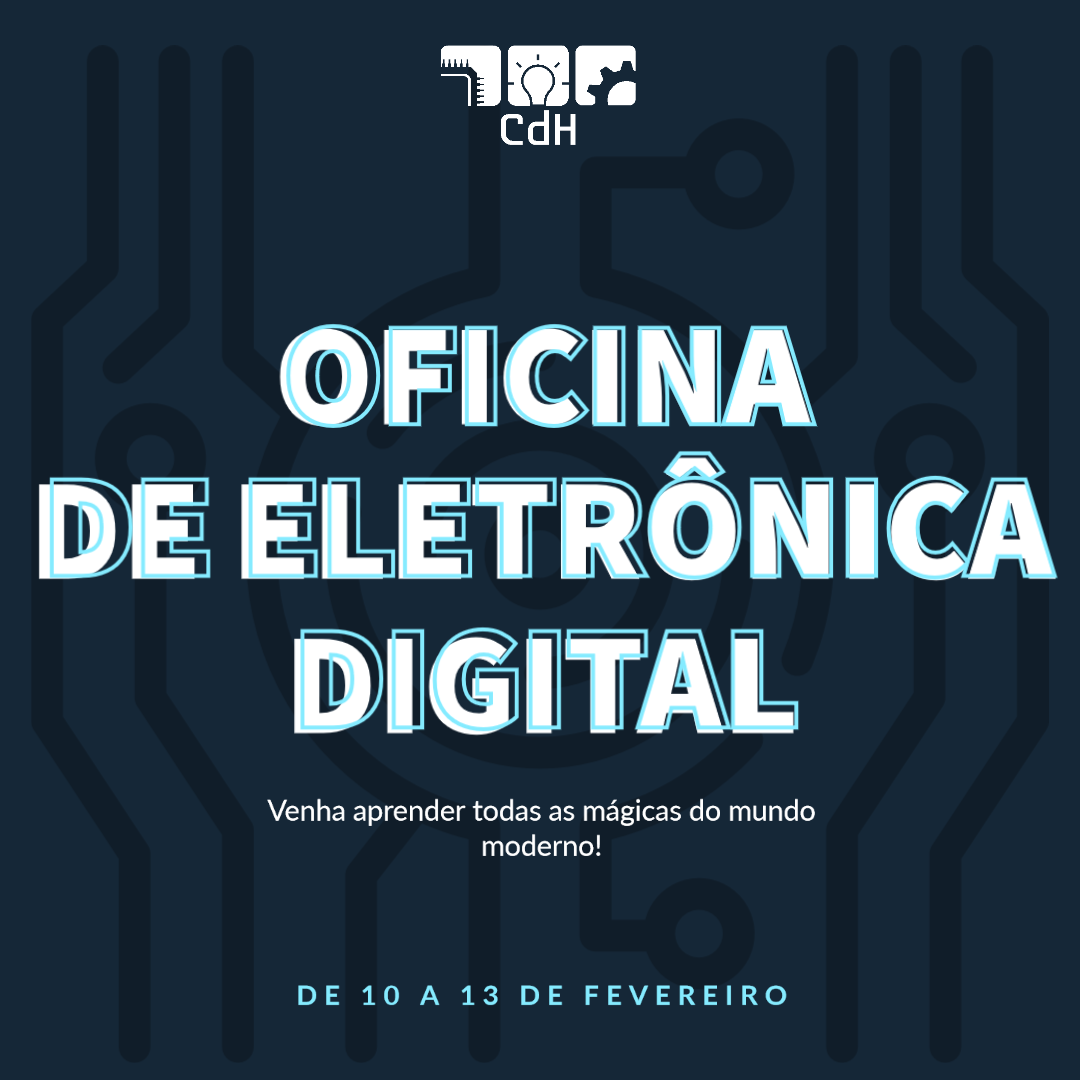 CdH
OFICINA
DE ELETRÔNICA
DIGITAL
Venha aprender todas as mágicas do mundo
moderno!
DE 10 A 13 DE FEVEREIRO